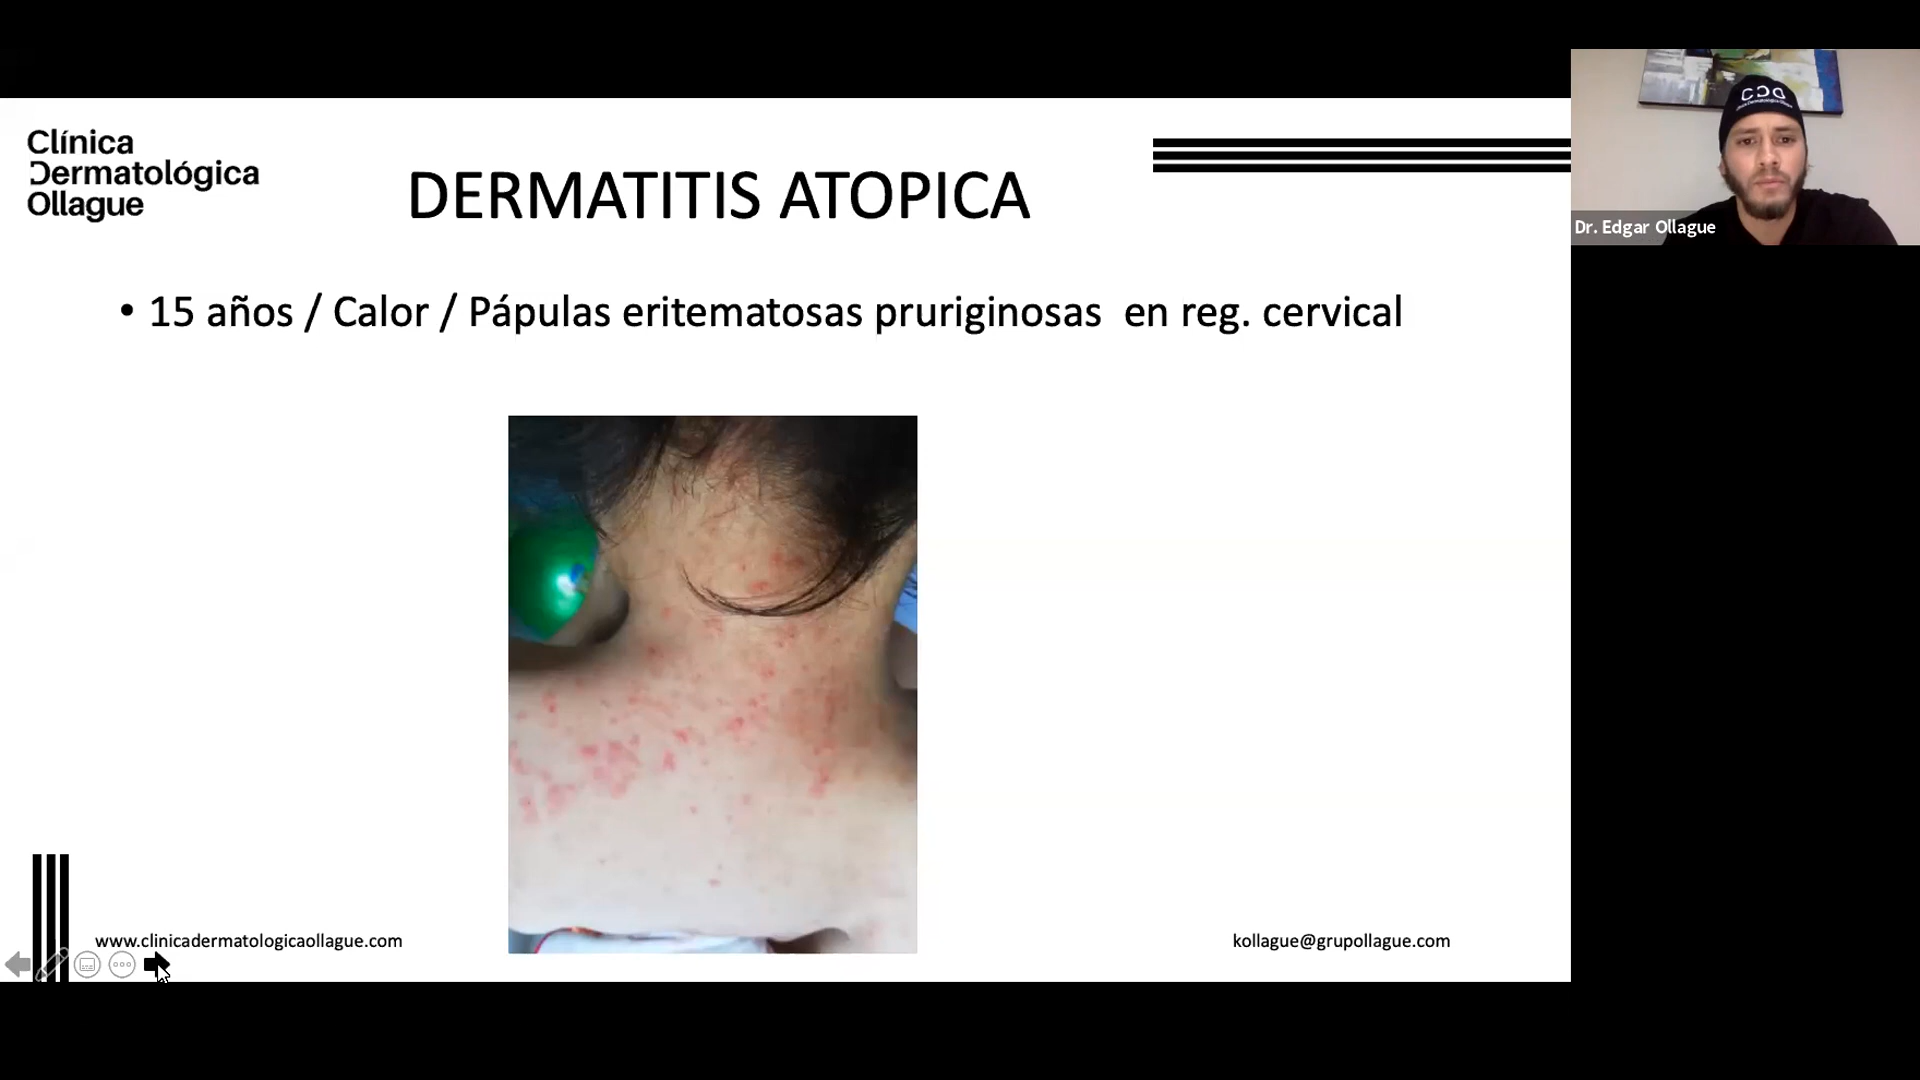 Clínica
Dermatológica
Ollague
DERMATITIS ATOPICA
• 15 años / Calor / Pápulas eritematosas pruriginosas  en reg. cervical
www.clinicadermatologicaollague.com
kollague@grupollague.com
Dr. Edgar Ollague